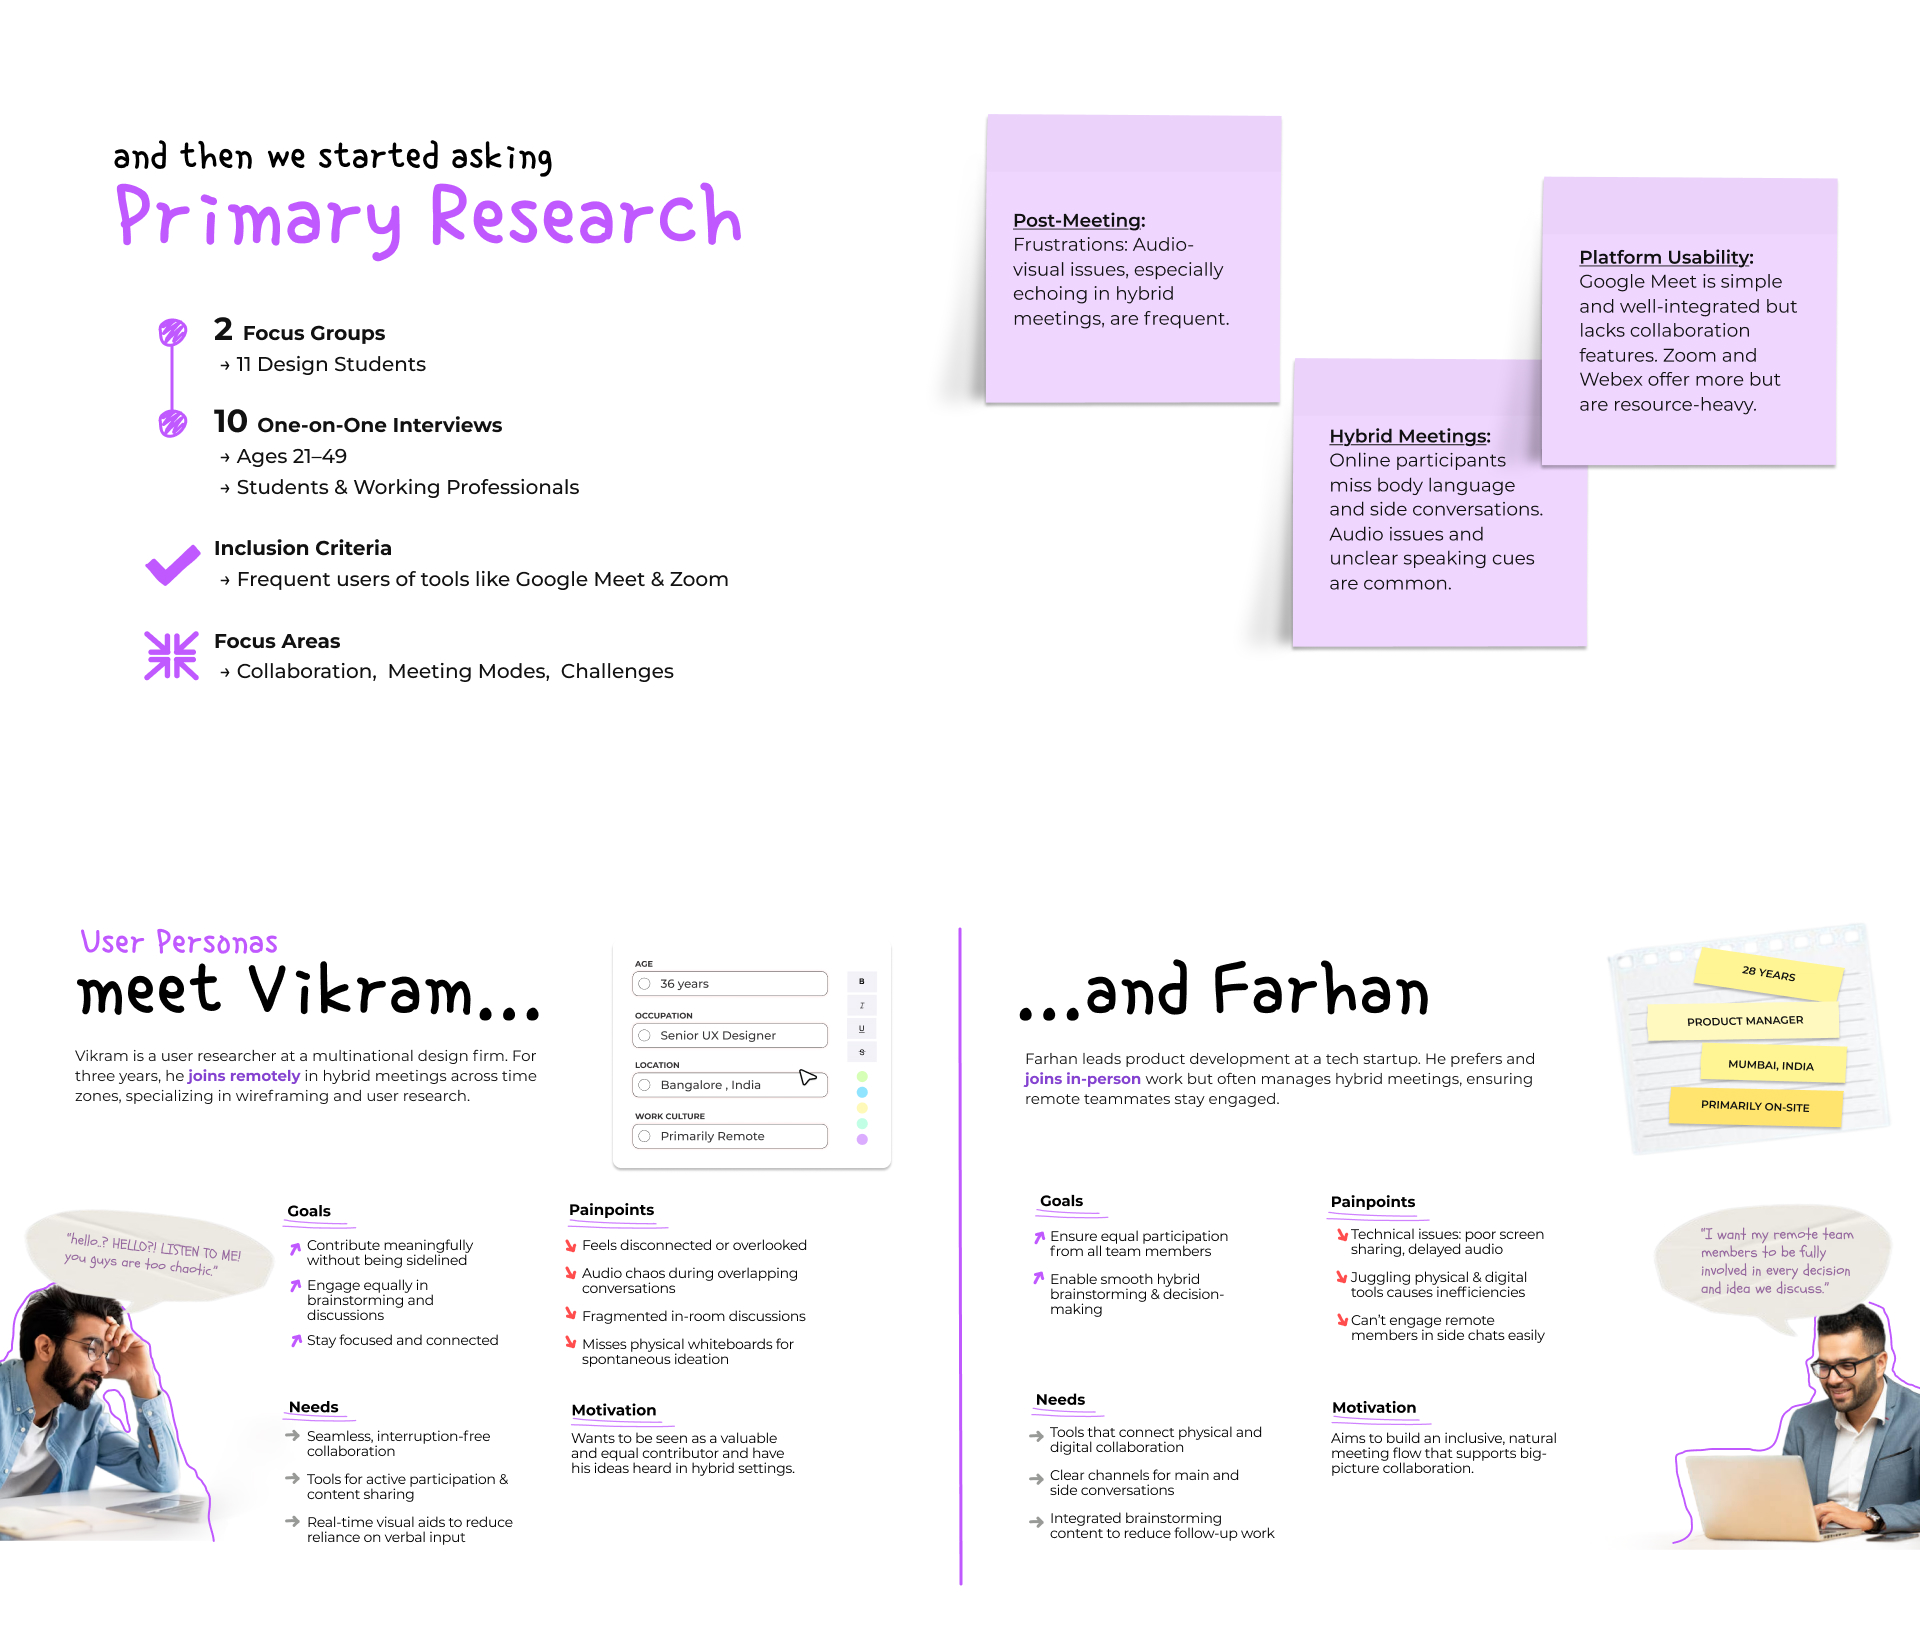 and then we started asking
Primary Research
2 Focus Groups
→ 11 Design Students
10 One-on-One Interviews
→ Ages 21–49
→ Students & Working Professionals
Inclusion Criteria
→ Frequent users of tools like Google Meet & Zoom
Focus Areas
→ Collaboration, Meeting Modes, Challenges
Post-Meeting:
Frustrations: Audio-
visual issues, especially
echoing in hybrid
meetings, are frequent.
Hybrid Meetings:
Online participants
miss body language
and side conversations.
Audio issues and
unclear speaking cues
are common.
Platform Usability:
Google Meet is simple
and well-integrated but
lacks collaboration
features. Zoom and
Webex offer more but
are resource-heavy.
User Personas
meet Vikram...
Vikram is a user researcher at a multinational design firm. For
three years, he joins remotely in hybrid meetings across time
zones, specializing in wireframing and user research.
AGE
36 years
OCCUPATION
Senior UX Designer
LOCATION
Bangalore , India
WORK CULTURE
Primarily Remote
B
I
U
S
"hello..? HELLO?! LISTEN TO ME!
you guys are too chaotic."
Goals
Contribute meaningfully
without being sidelined
Engage equally in
brainstorming and
discussions
Stay focused and connected
Painpoints
Feels disconnected or overlooked
Audio chaos during overlapping
conversations
Fragmented in-room discussions
Misses physical whiteboards for
spontaneous ideation
Needs
Seamless, interruption-free
collaboration
Tools for active participation &
content sharing
Real-time visual aids to reduce
reliance on verbal input
Motivation
Wants to be seen as a valuable
and equal contributor and have
his ideas heard in hybrid settings.
...and Farhan
Farhan leads product development at a tech startup. He prefers and
joins in-person work but often manages hybrid meetings, ensuring
remote teammates stay engaged.
28 YEARS
PRODUCT MANAGER
MUMBAI, INDIA
PRIMARILY ON-SITE
Goals
Ensure equal participation
from all team members
Enable smooth hybrid
brainstorming & decision-
making
Painpoints
Technical issues: poor screen
sharing, delayed audio
Juggling physical & digital
tools causes inefficiencies
Can't engage remote
members in side chats easily
"I want my remote team
members to be fully
involved in every decision
and idea we discuss."
Needs
Tools that connect physical and
digital collaboration
Clear channels for main and
side conversations
Integrated brainstorming
content to reduce follow-up work
Motivation
Aims to build an inclusive, natural
meeting flow that supports big-
picture collaboration.